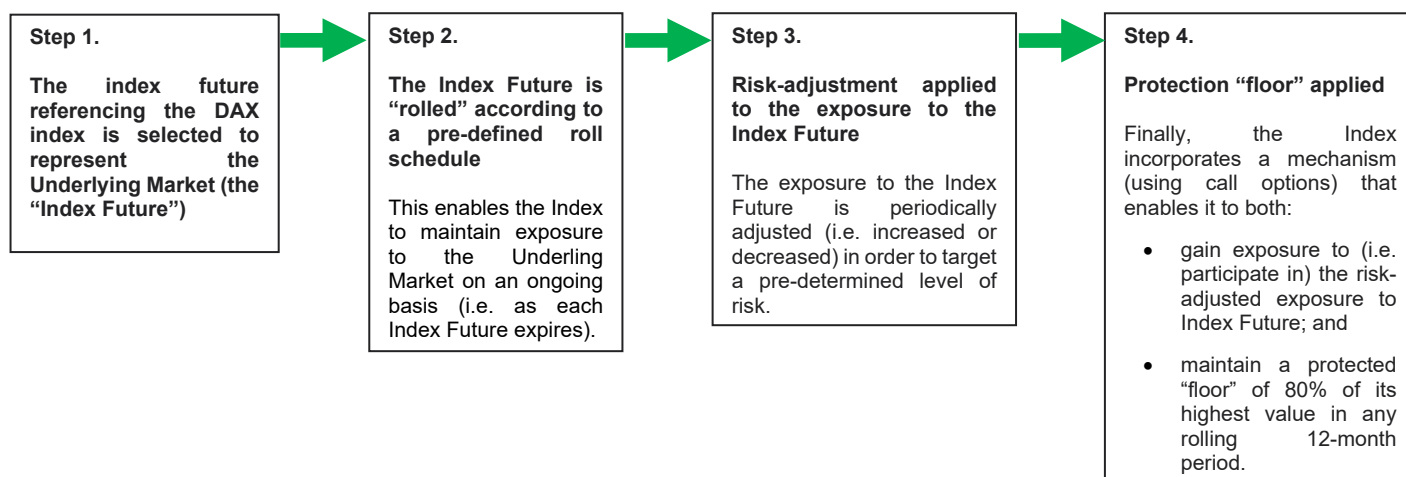 Step 1.
The index future
referencing the DAX
index is selected to
represent the
Underlying Market (the
“Index Future”)
Step 2.
The Index Future is
“rolled” according to
a pre-defined roll
schedule
This enables the Index
to maintain exposure
to the Underling
Market on an ongoing
basis (i.e. as each
Index Future expires).
Step 3.
Risk-adjustment applied
to the exposure to the
Index Future
The exposure to the Index
Future is periodically
adjusted (i.e. increased or
decreased) in order to target
a pre-determined level of
risk.
Step 4.
Protection “floor” applied
Finally, the Index
incorporates a mechanism
(using call options) that
enables it to both:
• gain exposure to (i.e.
participate in) the risk-
adjusted exposure to
Index Future; and
• maintain a protected
“floor” of 80% of its
highest value in any
rolling 12-month
period.